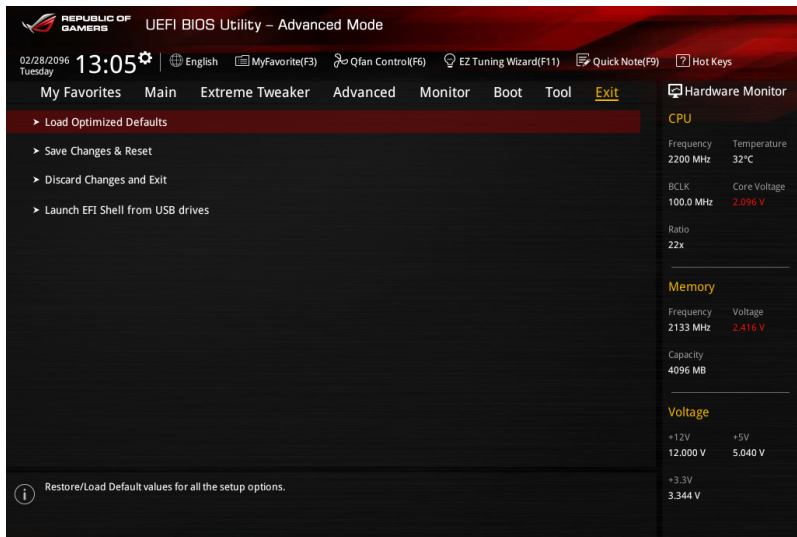 REPUBLIC OF
GAMERS
UEFI BIOS Utility – Advanced Mode
02/28/2096
Tuesday
13:05
English
MyFavorite(F3)
Qfan Control(F6)
EZ Tuning Wizard(F11)
Quick Note(F9)
? Hot Keys
My Favorites Main Extreme Tweaker Advanced Monitor Boot Tool Exit
Load Optimized Defaults
Save Changes & Reset
Discard Changes and Exit
Launch EFI Shell from USB drives
Restore/Load Default values for all the setup options.
Hardware Monitor
CPU
Frequency Temperature
2200 MHz 32°C
BCLK Core Voltage
100.0 MHz 2.096 V
Ratio
22x
Memory
Frequency Voltage
2133 MHz 2.416 V
Capacity
4096 MB
Voltage
+12V +5V
12.000 V 5.040 V
+3.3V
3.344 V